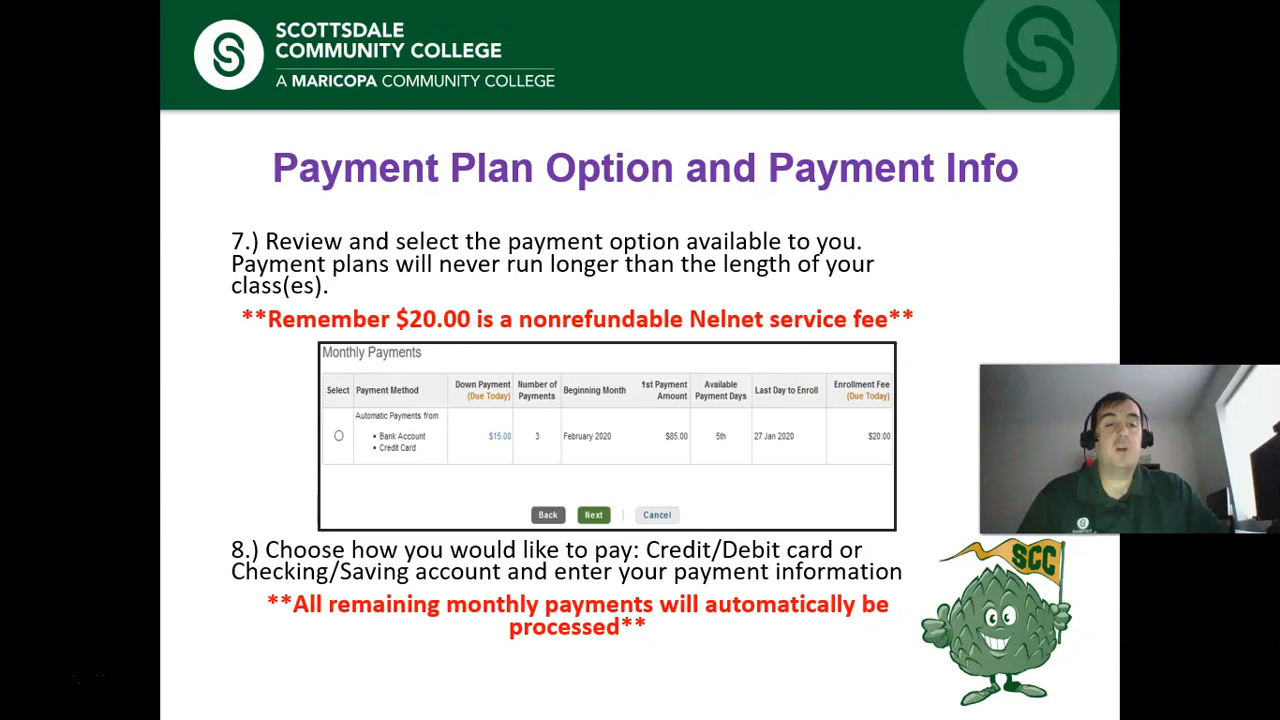 SCOTTSDALE
COMMUNITY COLLEGE
A MARICOPA COMMUNITY COLLEGE
Payment Plan Option and Payment Info
7.) Review and select the payment option available to you.
Payment plans will never run longer than the length of your
class(es).
**Remember $20.00 is a nonrefundable Nelnet service fee**
Monthly Payments
Select Payment Method Down Payment (Due Today) Number of Payments Beginning Month 1st Payment Amount Available Payment Days Last Day to Enroll Enrollment Fee (Due Today)
Automatic Payments from
• Bank Account $15.00 3 February 2020 $85.00 5th 27 Jan 2020 $20.00
• Credit Card
Back Next | Cancel
8.) Choose how you would like to pay: Credit/Debit card or
Checking/Saving account and enter your payment information
**All remaining monthly payments will automatically be
processed**
SCC